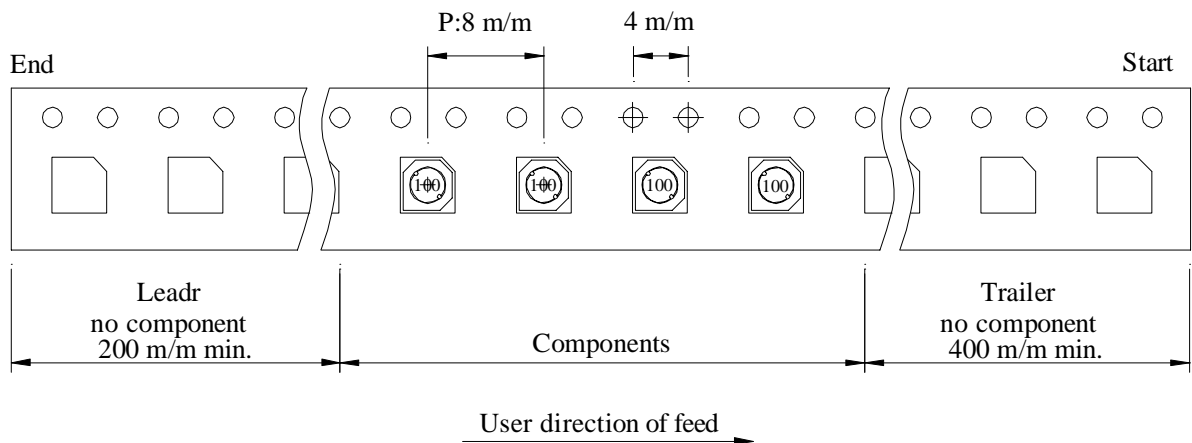 P:8 m/m
4 m/m
End
Start
100
100
100
100
Leadr
no component
200 m/m min.
Components
Trailer
no component
400 m/m min.
User direction of feed